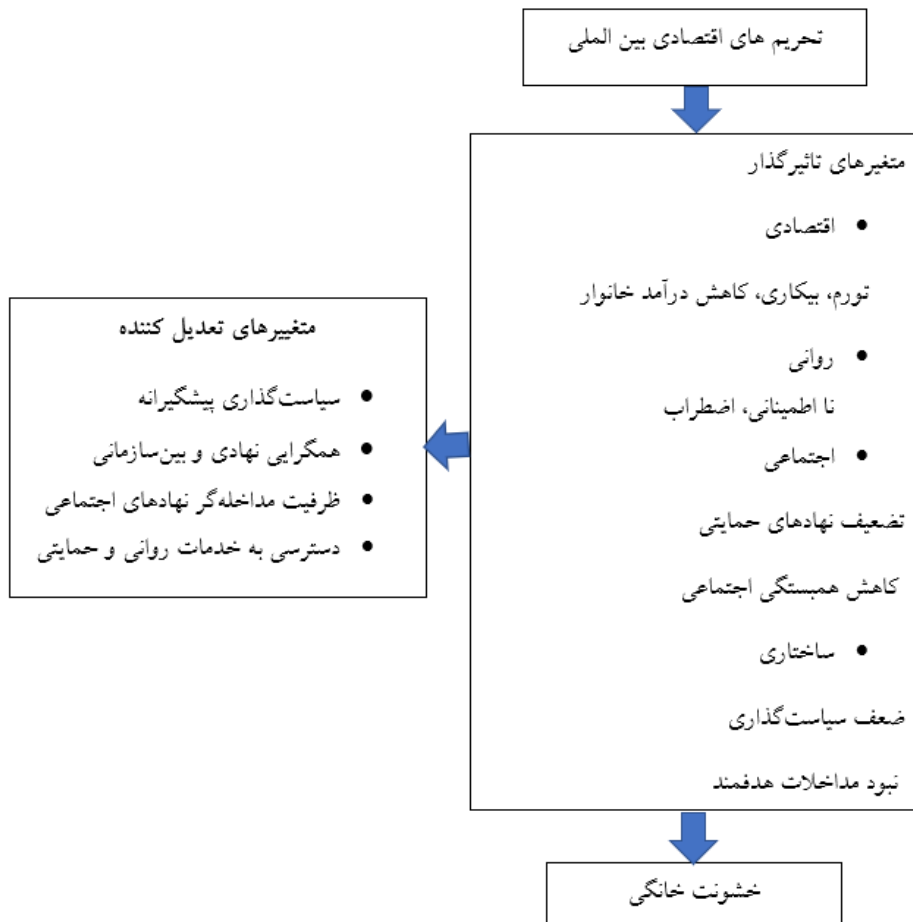 تحریم های اقتصادی بین الملی
متغیرهای تاثیرگذار
• اقتصادی
تورم، بیکاری، کاهش درآمد خانوار
• روانی
نا اطمینانی، اضطراب
• اجتماعی
تضعیف نهادهای حمایتی
کاهش همبستگی اجتماعی
• ساختاری
ضعف سیاست‌گذاری
نبود مداخلات هدفمند
متغییرهای تعدیل کننده
• سیاست‌گذاری پیشگیرانه
• همگرایی نهادی و بین‌سازمانی
• ظرفیت مداخله‌گر نهادهای اجتماعی
• دسترسی به خدمات روانی و حمایتی
خشونت خانگی